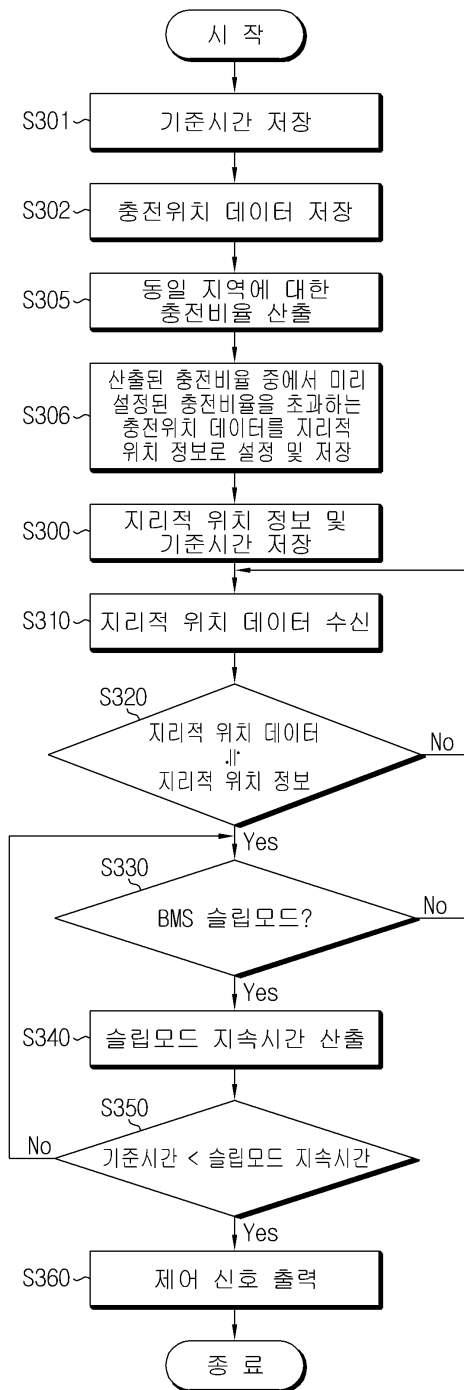 시 작
S301
기준시간 저장
S302
충전위치 데이터 저장
S305
동일 지역에 대한
충전비율 산출
S306
산출된 충전비율 중에서 미리
설정된 충전비율을 초과하는
충전위치 데이터를 지리적
위치 정보로 설정 및 저장
S300
지리적 위치 정보 및
기준시간 저장
S310
지리적 위치 데이터 수신
S320
지리적 위치 데이터
≒
지리적 위치 정보
No
Yes
S330
BMS 슬립모드?
No
Yes
S340
슬립모드 지속시간 산출
S350
기준시간 < 슬립모드 지속시간
No
Yes
S360
제어 신호 출력
종 료